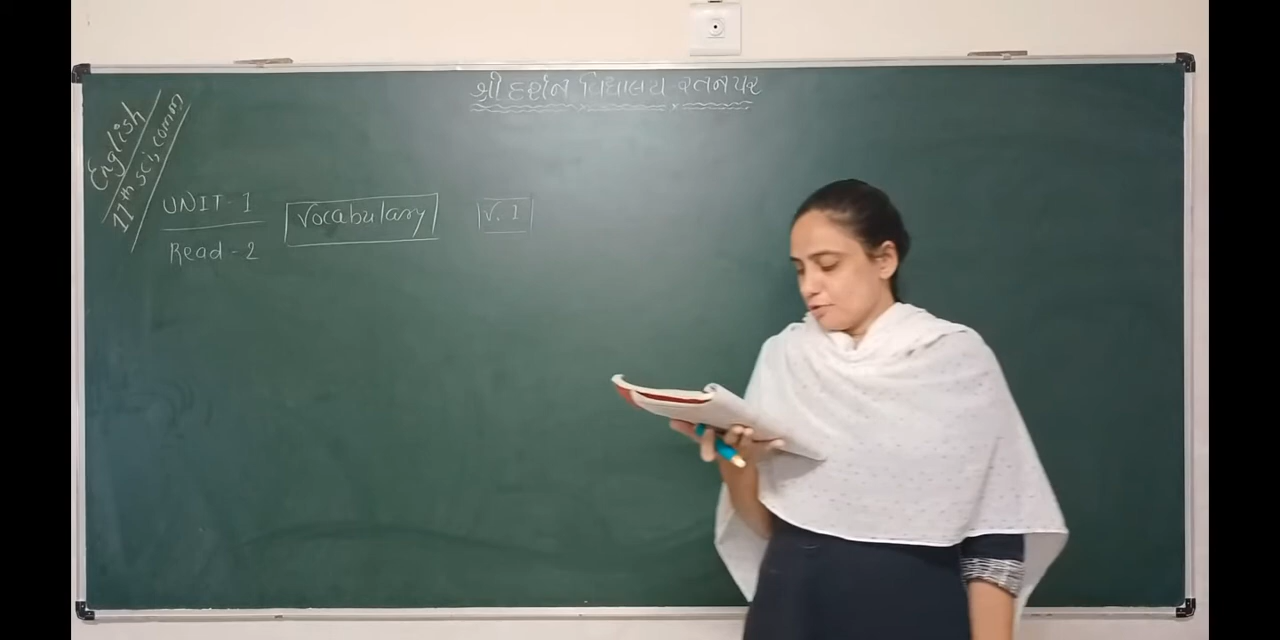 શ્રી દર્શન વિદ્યાલય રતનપર
English
11th sci, comm
UNIT - 1
Read - 2
Vocabulary
V. 1